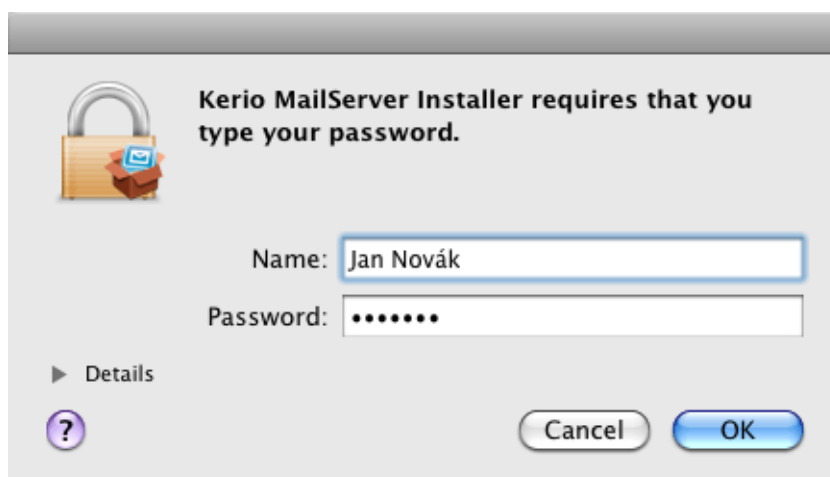 Kerio MailServer Installer requires that you
type your password.
Name: Jan Novák
Password: •••••••
Details
?
Cancel OK